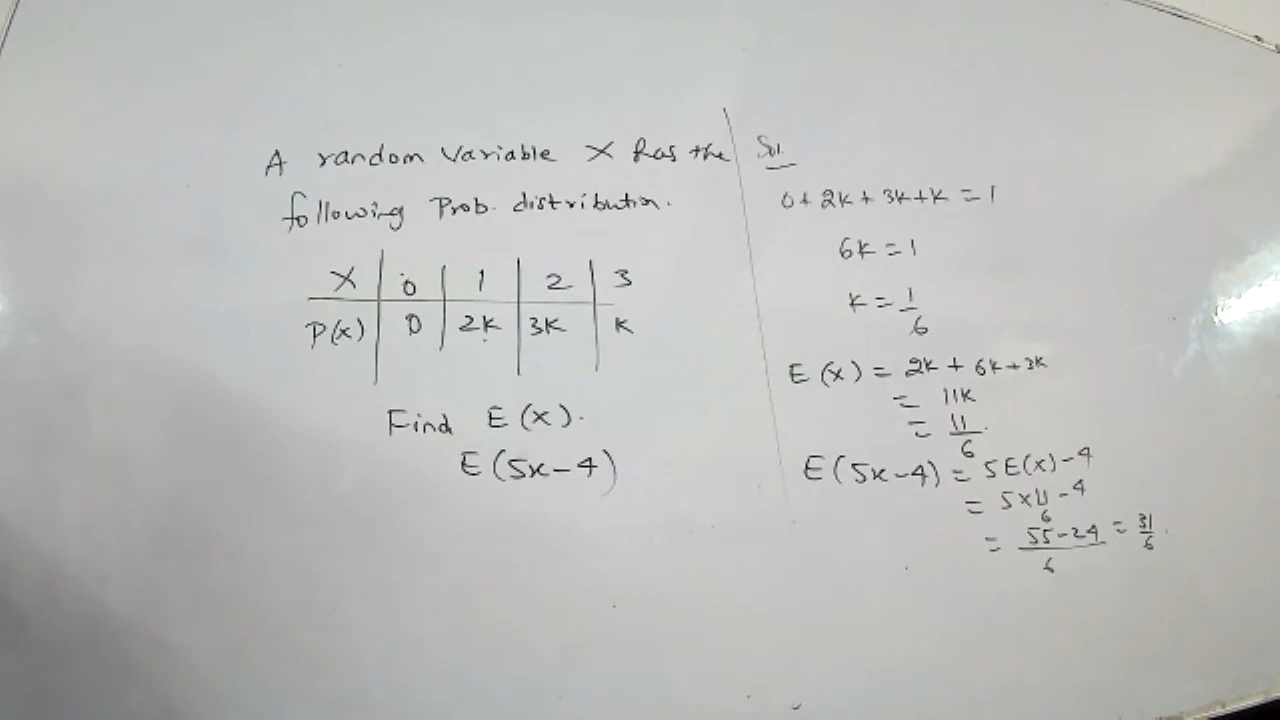 A random Variable X has the
following Prob. distribution.
X 0 1 2 3
P(x) 0 2K 3K K
Find E(x).
E(5x-4)
Sol.
0+2K+3K+K=1
6K=1
K=1/6
E(x)=2K+6K+3K
= 11K
= 11/6.
E(5x-4)=5E(x)-4
= 5x11/6-4
= 55-24/6 = 31/6.